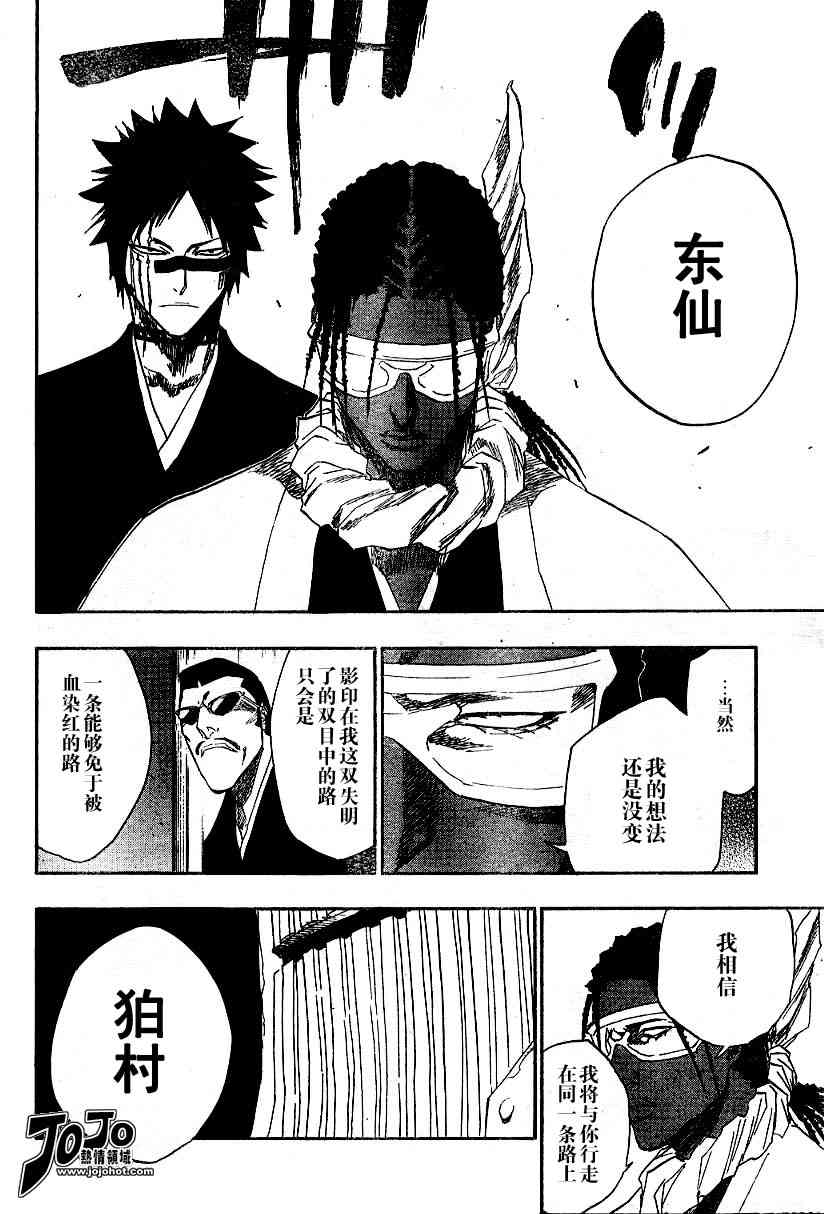 东仙
…当然
我的想法
还是没变
影印在我这双失明
了的双目中的路
只会是
一条能够免于被
血染红的路
我相信
我将与你行走
在同一条路上
狛村
JOJO
熱情領域
www.jojohot.com